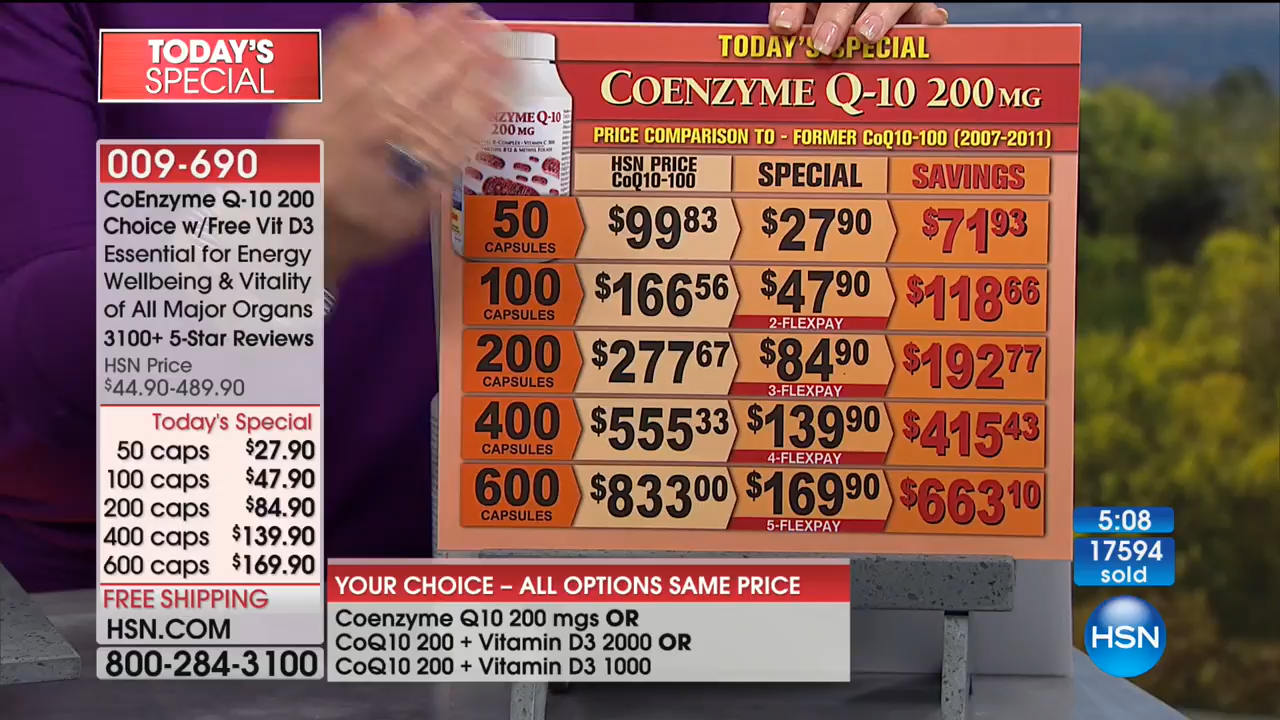 TODAY'S
SPECIAL
009-690
CoEnzyme Q-10 200
Choice w/Free Vit D3
Essential for Energy
Wellbeing & Vitality
of All Major Organs
3100+ 5-Star Reviews
HSN Price
$44.90-489.90
Today's Special
50 caps $27.90
100 caps $47.90
200 caps $84.90
400 caps $139.90
600 caps $169.90
FREE SHIPPING
HSN.COM
800-284-3100
TODAY'S SPECIAL
COENZYME Q-10 200 MG
PRICE COMPARISON TO - FORMER CoQ10-100 (2007-2011)
HSN PRICE
CoQ10-100
SPECIAL
SAVINGS
50 CAPSULES $99.83 $27.90 $71.93
100 CAPSULES $166.56 $47.90 $118.66
2-FLEXPAY
200 CAPSULES $277.67 $84.90 $192.77
3-FLEXPAY
400 CAPSULES $555.33 $139.90 $415.43
4-FLEXPAY
600 CAPSULES $833.00 $169.90 $663.10
5-FLEXPAY
NZYME Q-10
200 MG
YOUR CHOICE – ALL OPTIONS SAME PRICE
Coenzyme Q10 200 mgs OR
CoQ10 200 + Vitamin D3 2000 OR
CoQ10 200 + Vitamin D3 1000
5:08
17594
sold
HSN